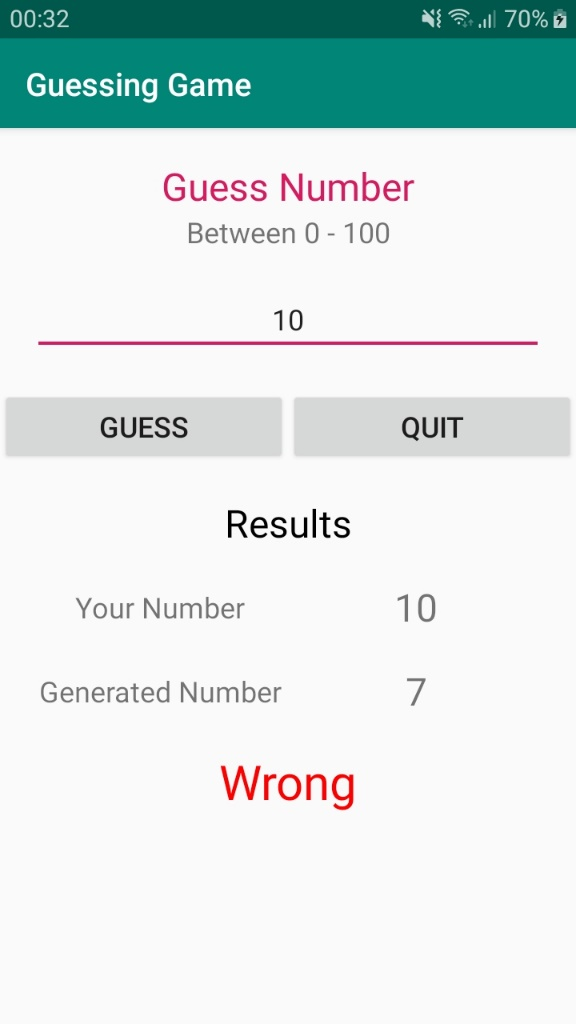 00:32 70%
Guessing Game
Guess Number
Between 0 - 100
10
GUESS QUIT
Results
Your Number 10
Generated Number 7
Wrong